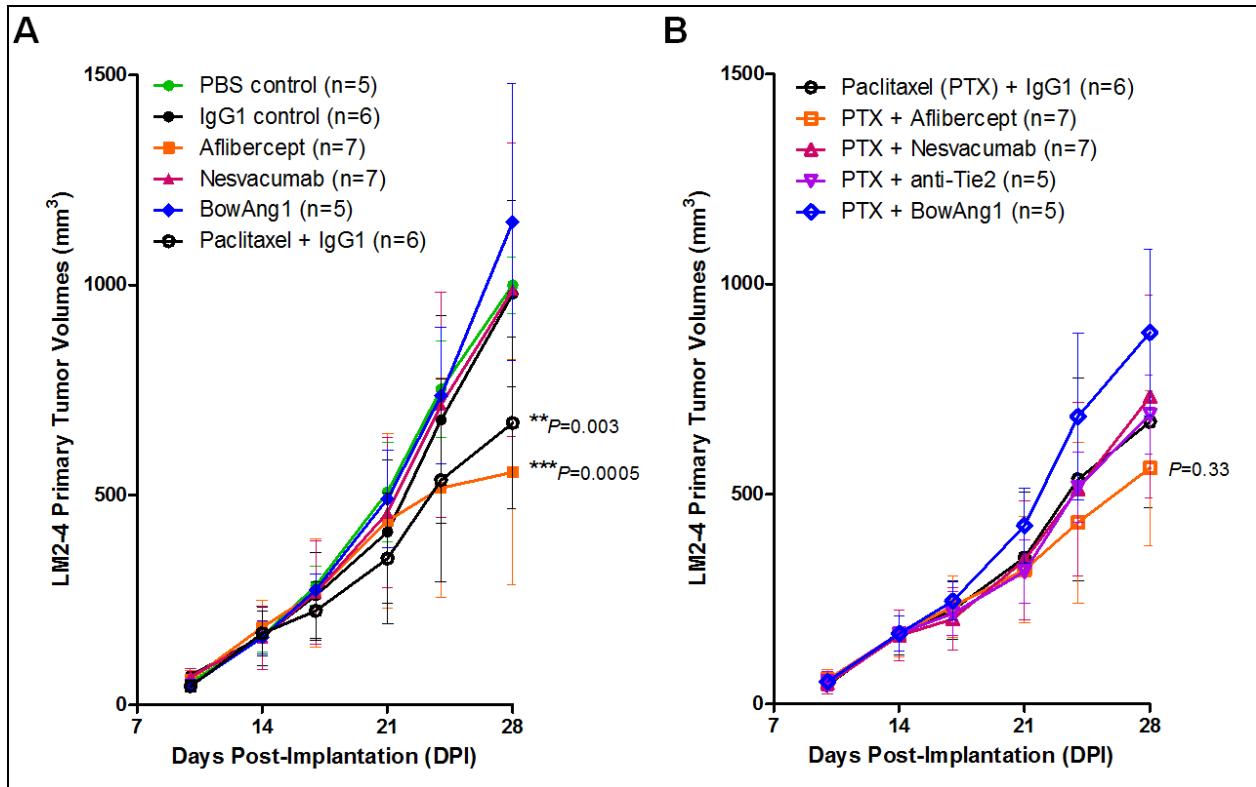 A
PBS control (n=5)
IgG1 control (n=6)
Aflibercept (n=7)
Nesvacumab (n=7)
BowAng1 (n=5)
Paclitaxel + IgG1 (n=6)
LM2-4 Primary Tumor Volumes (mm³)
1500
1000
500
0
**P=0.003
***P=0.0005
7 14 21 28
Days Post-Implantation (DPI)
B
Paclitaxel (PTX) + IgG1 (n=6)
PTX + Aflibercept (n=7)
PTX + Nesvacumab (n=7)
PTX + anti-Tie2 (n=5)
PTX + BowAng1 (n=5)
LM2-4 Primary Tumor Volumes (mm³)
1500
1000
500
0
P=0.33
7 14 21 28
Days Post-Implantation (DPI)